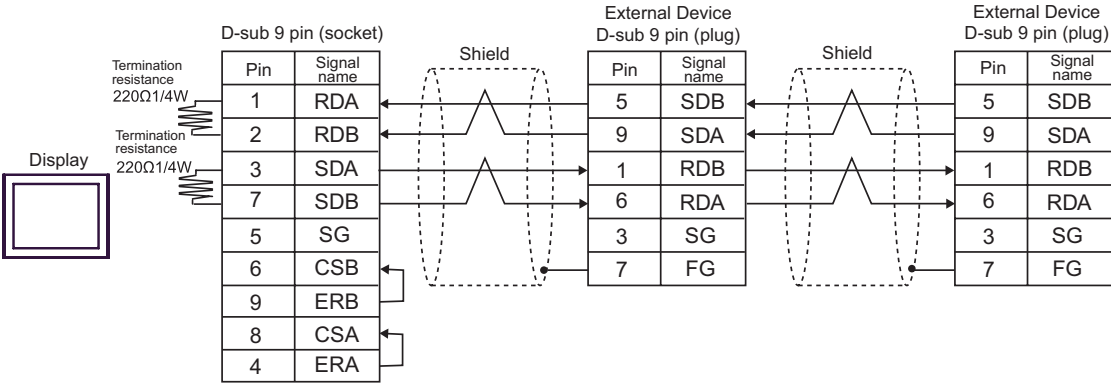 External Device
D-sub 9 pin (plug)
External Device
D-sub 9 pin (plug)
D-sub 9 pin (socket)
Shield
Shield
Termination
resistance
220Ω1/4W
Termination
resistance
220Ω1/4W
Display
Pin Signal name
1 RDA
2 RDB
3 SDA
7 SDB
5 SG
6 CSB
9 ERB
8 CSA
4 ERA
Pin Signal name
5 SDB
9 SDA
1 RDB
6 RDA
3 SG
7 FG
Pin Signal name
5 SDB
9 SDA
1 RDB
6 RDA
3 SG
7 FG